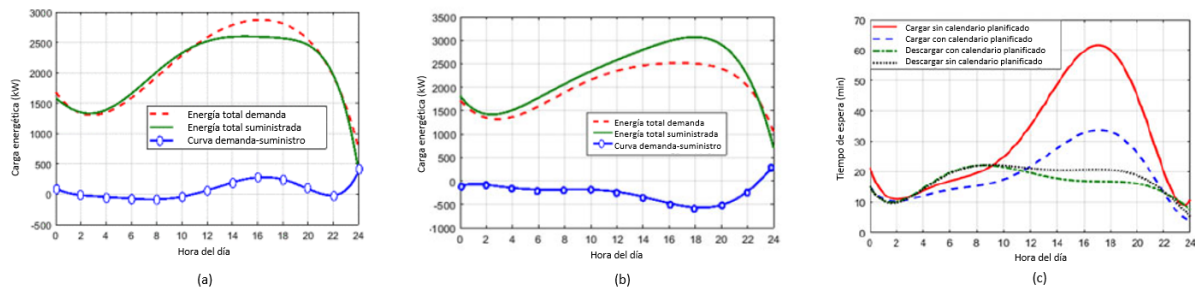 3000
2500
2000
1500
1000
500
0
-500
Carga energética (kW)
Energía total demanda
Energía total suministrada
Curva demanda-suministro
0 2 4 6 8 10 12 14 16 18 20 22 24
Hora del día
(a)
3500
3000
2500
2000
1500
1000
500
0
-500
-1000
Carga energética (kW)
Energía total demanda
Energía total suministrada
Curva demanda-suministro
0 2 4 6 8 10 12 14 16 18 20 22 24
Hora del día
(b)
70
60
50
40
30
20
10
0
Tiempo de espera (min)
Cargar sin calendario planificado
Cargar con calendario planificado
Descargar con calendario planificado
Descargar sin calendario planificado
0 2 4 6 8 10 12 14 16 18 20 22 24
Hora del día
(c)